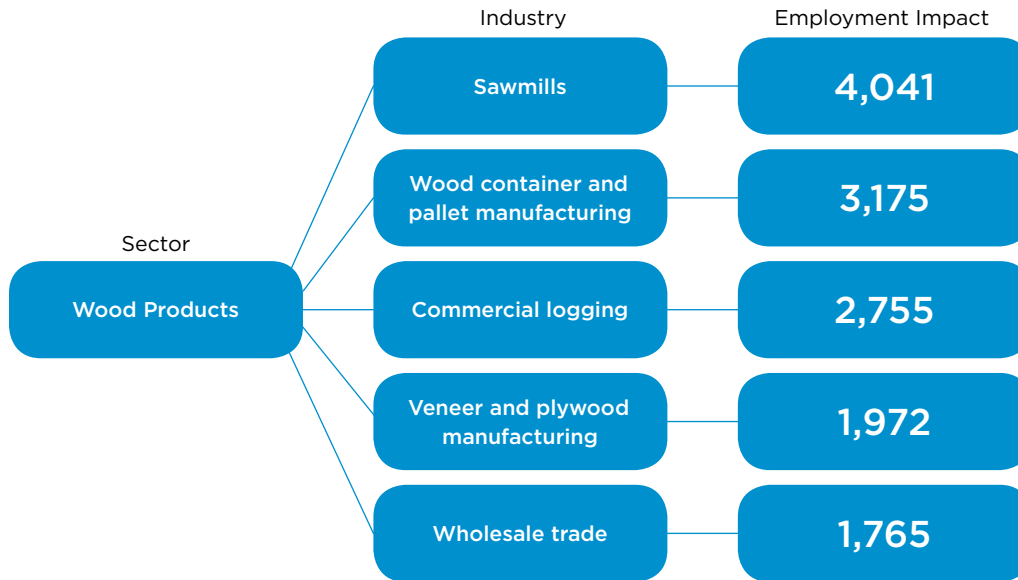 Industry
Employment Impact
Sawmills
4,041
Wood container and
pallet manufacturing
3,175
Sector
Wood Products
Commercial logging
2,755
Veneer and plywood
manufacturing
1,972
Wholesale trade
1,765